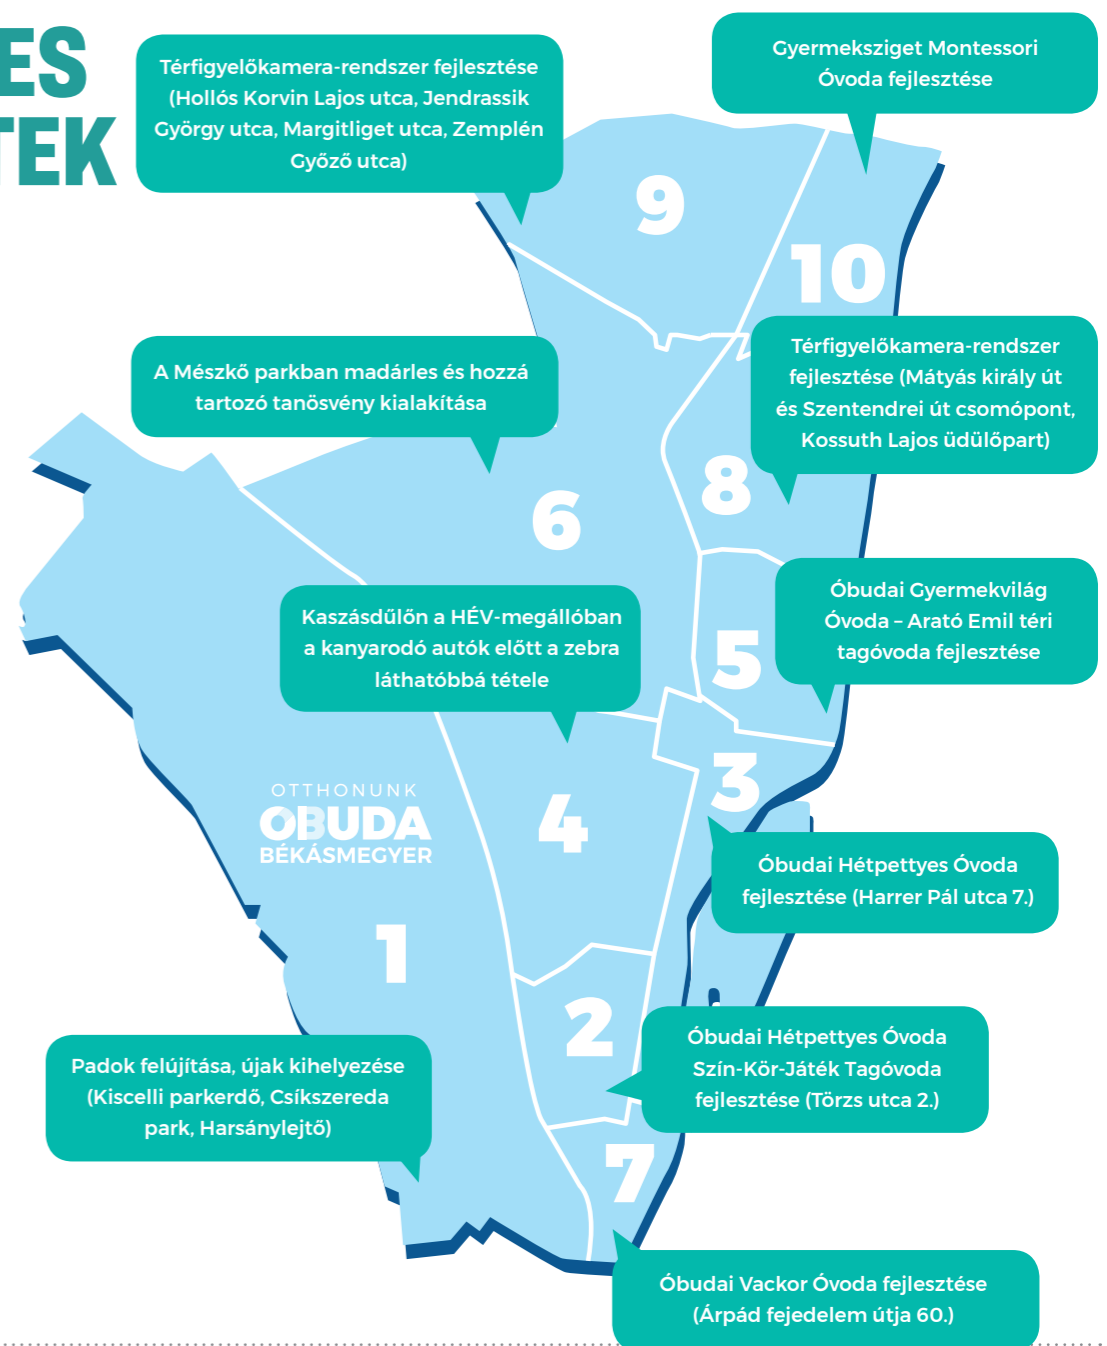 ES
TEK
Térfigyelőkamera-rendszer fejlesztése
(Hollós Korvin Lajos utca, Jendrassik
György utca, Margitliget utca, Zemplén
Győző utca)
Gyermeksziget Montessori
Óvoda fejlesztése
9
10
Térfigyelőkamera-rendszer
fejlesztése (Mátyás király út
és Szentendrei út csomópont,
Kossuth Lajos üdülőpart)
A Mészkő parkban madárles és hozzá
tartozó tanösvény kialakítása
8
6
Óbudai Gyermekvilág
Óvoda – Arató Emil téri
tagóvoda fejlesztése
Kaszásdűlőn a HÉV-megállóban
a kanyarodó autók előtt a zebra
láthatóbbá tétele
5
3
OTTHONUNK
ÓBUDA
BÉKÁSMEGYER
4
Óbudai Hétpettyes Óvoda
fejlesztése (Harrer Pál utca 7.)
1
2
Óbudai Hétpettyes Óvoda
Szín-Kör-Játék Tagóvoda
fejlesztése (Törzs utca 2.)
Padok felújítása, újak kihelyezése
(Kiscelli parkerdő, Csíkszereda
park, Harsánylejtő)
7
Óbudai Vackor Óvoda fejlesztése
(Árpád fejedelem útja 60.)